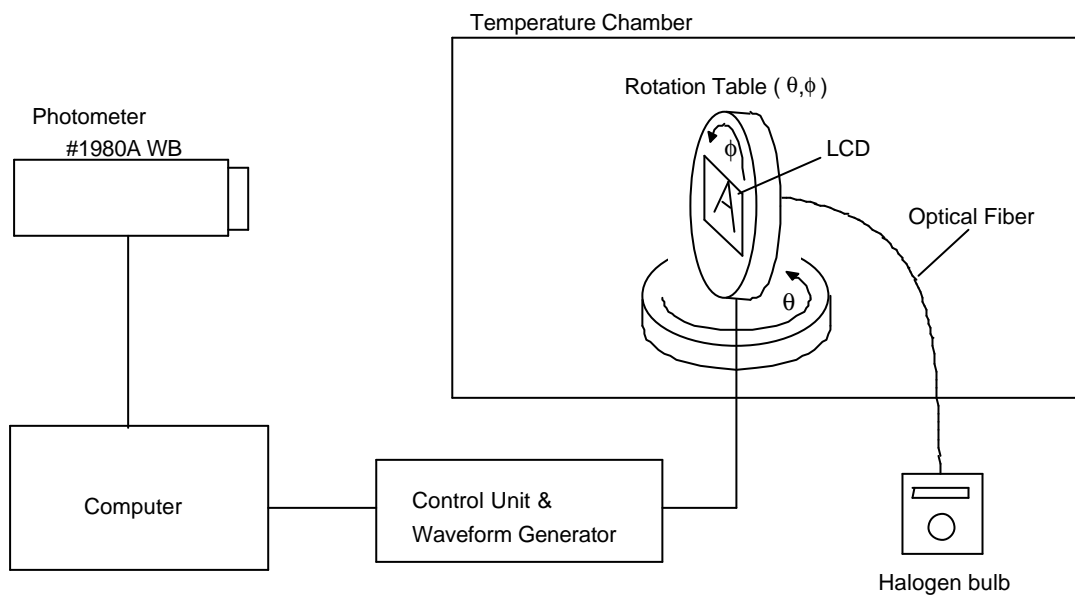 Temperature Chamber
Rotation Table ( θ,ϕ )
Photometer
#1980A WB
ϕ
LCD
A
Optical Fiber
θ
Computer
Control Unit &
Waveform Generator
Halogen bulb